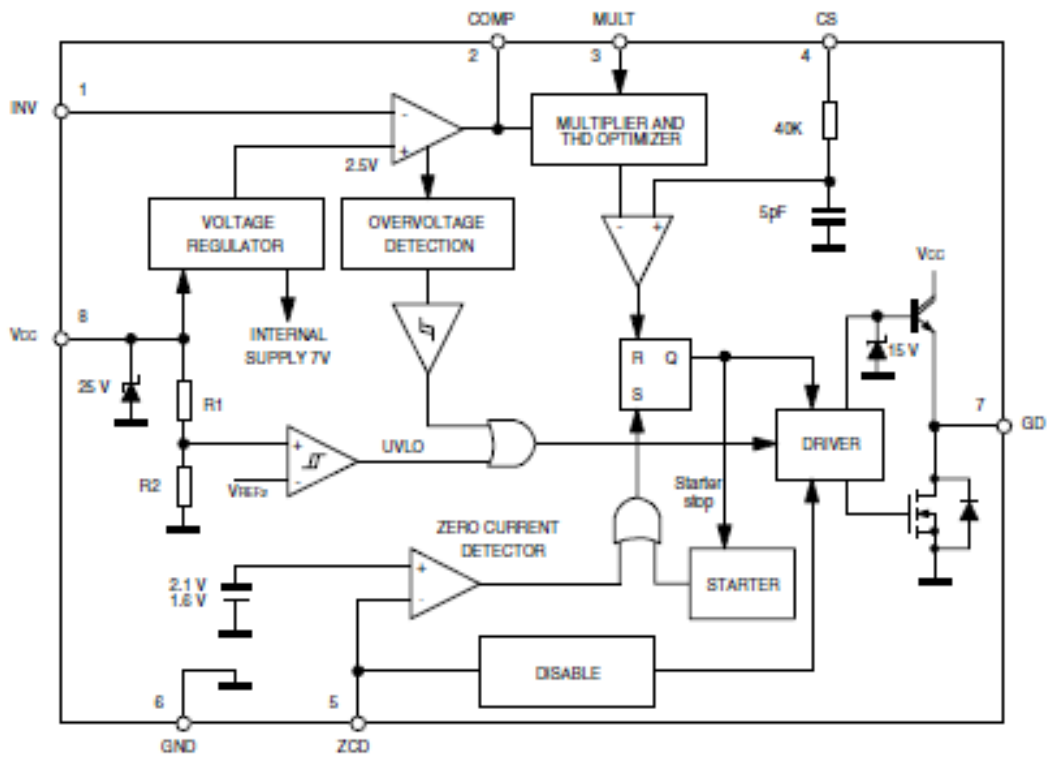 COMP MULT CS
2 3 4
1
INV
-
+
2.5V
MULTIPLIER AND
THD OPTIMIZER
40K
5pF
VOLTAGE
REGULATOR
OVERVOLTAGE
DETECTION
- +
Vcc
8
Vcc
INTERNAL
SUPPLY 7V
25 V
R1
R Q
S
15 V
7
GD
DRIVER
+
-
UVLO
R2
VREF2
Starter
stop
ZERO CURRENT
DETECTOR
+
-
2.1 V
1.6 V
STARTER
DISABLE
6
5
GND
ZCD